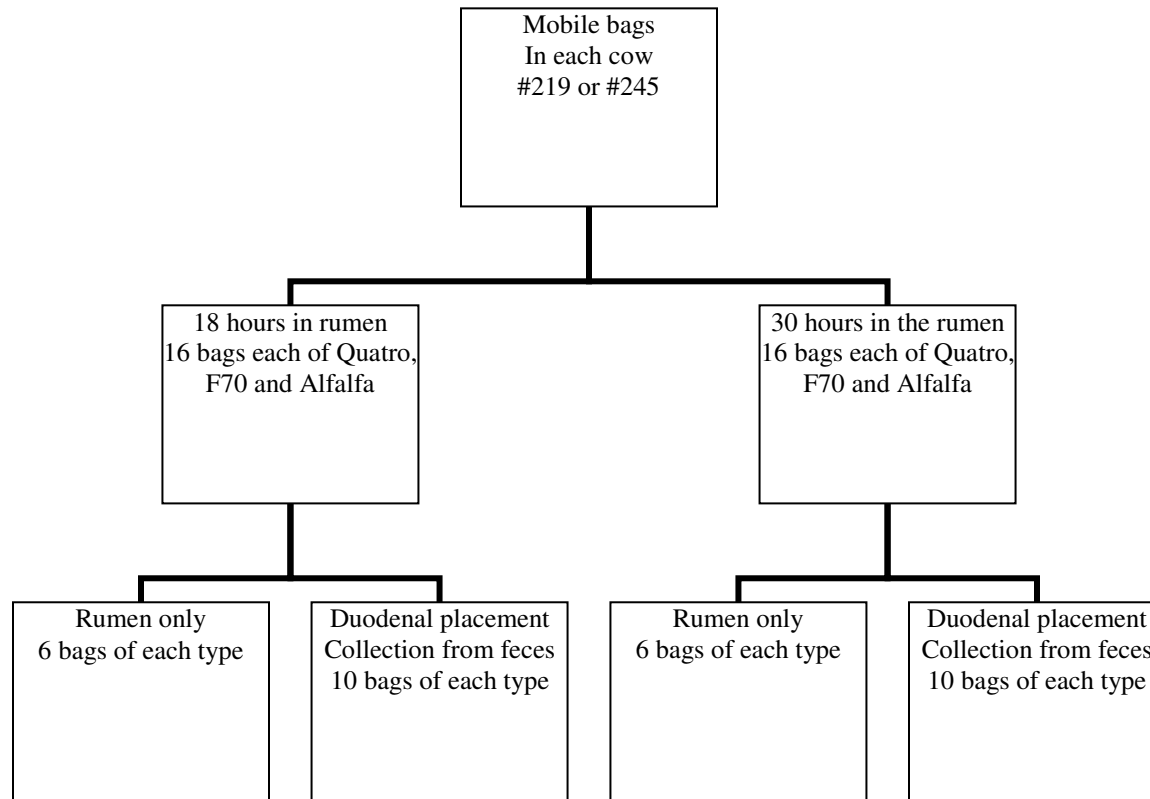 Mobile bags
In each cow
#219 or #245
18 hours in rumen
16 bags each of Quatro,
F70 and Alfalfa
30 hours in the rumen
16 bags each of Quatro,
F70 and Alfalfa
Rumen only
6 bags of each type
Duodenal placement
Collection from feces
10 bags of each type
Rumen only
6 bags of each type
Duodenal placement
Collection from feces
10 bags of each type